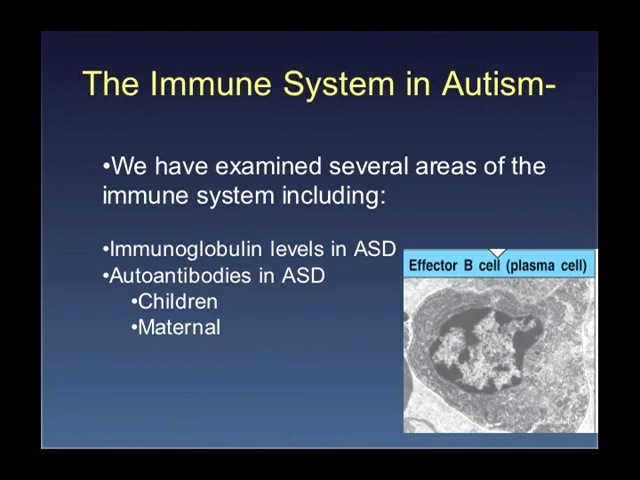 The Immune System in Autism-
•We have examined several areas of the
immune system including:
•Immunoglobulin levels in ASD
•Autoantibodies in ASD
•Children
•Maternal
Effector B cell (plasma cell)